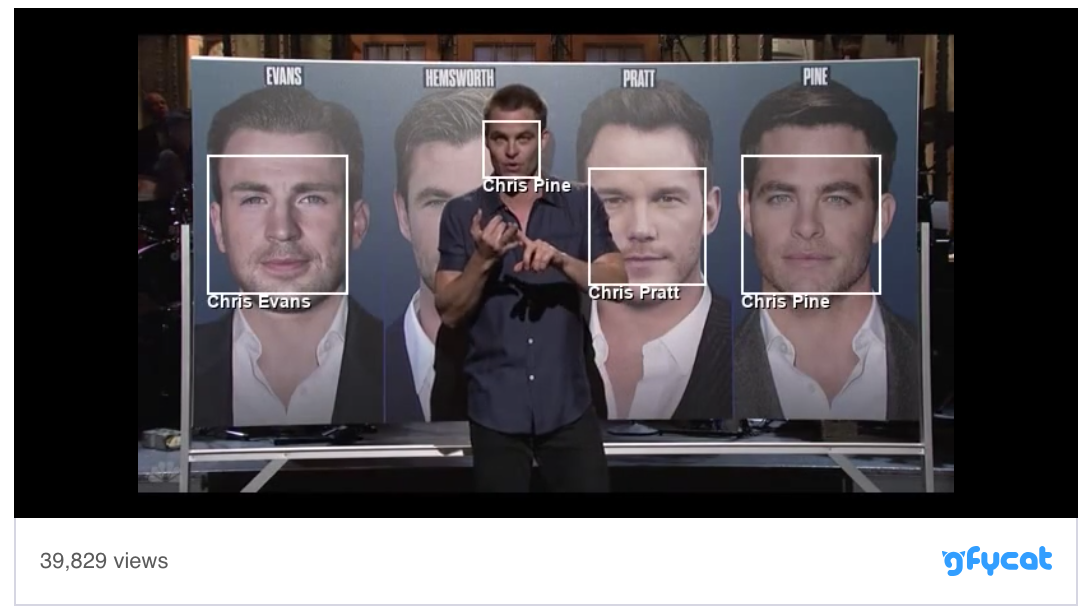 EVANS
HEMSWORTH
PRATT
PINE
Chris Pine
Chris Evans
Chris Pratt
Chris Pine
39,829 views
gfycat